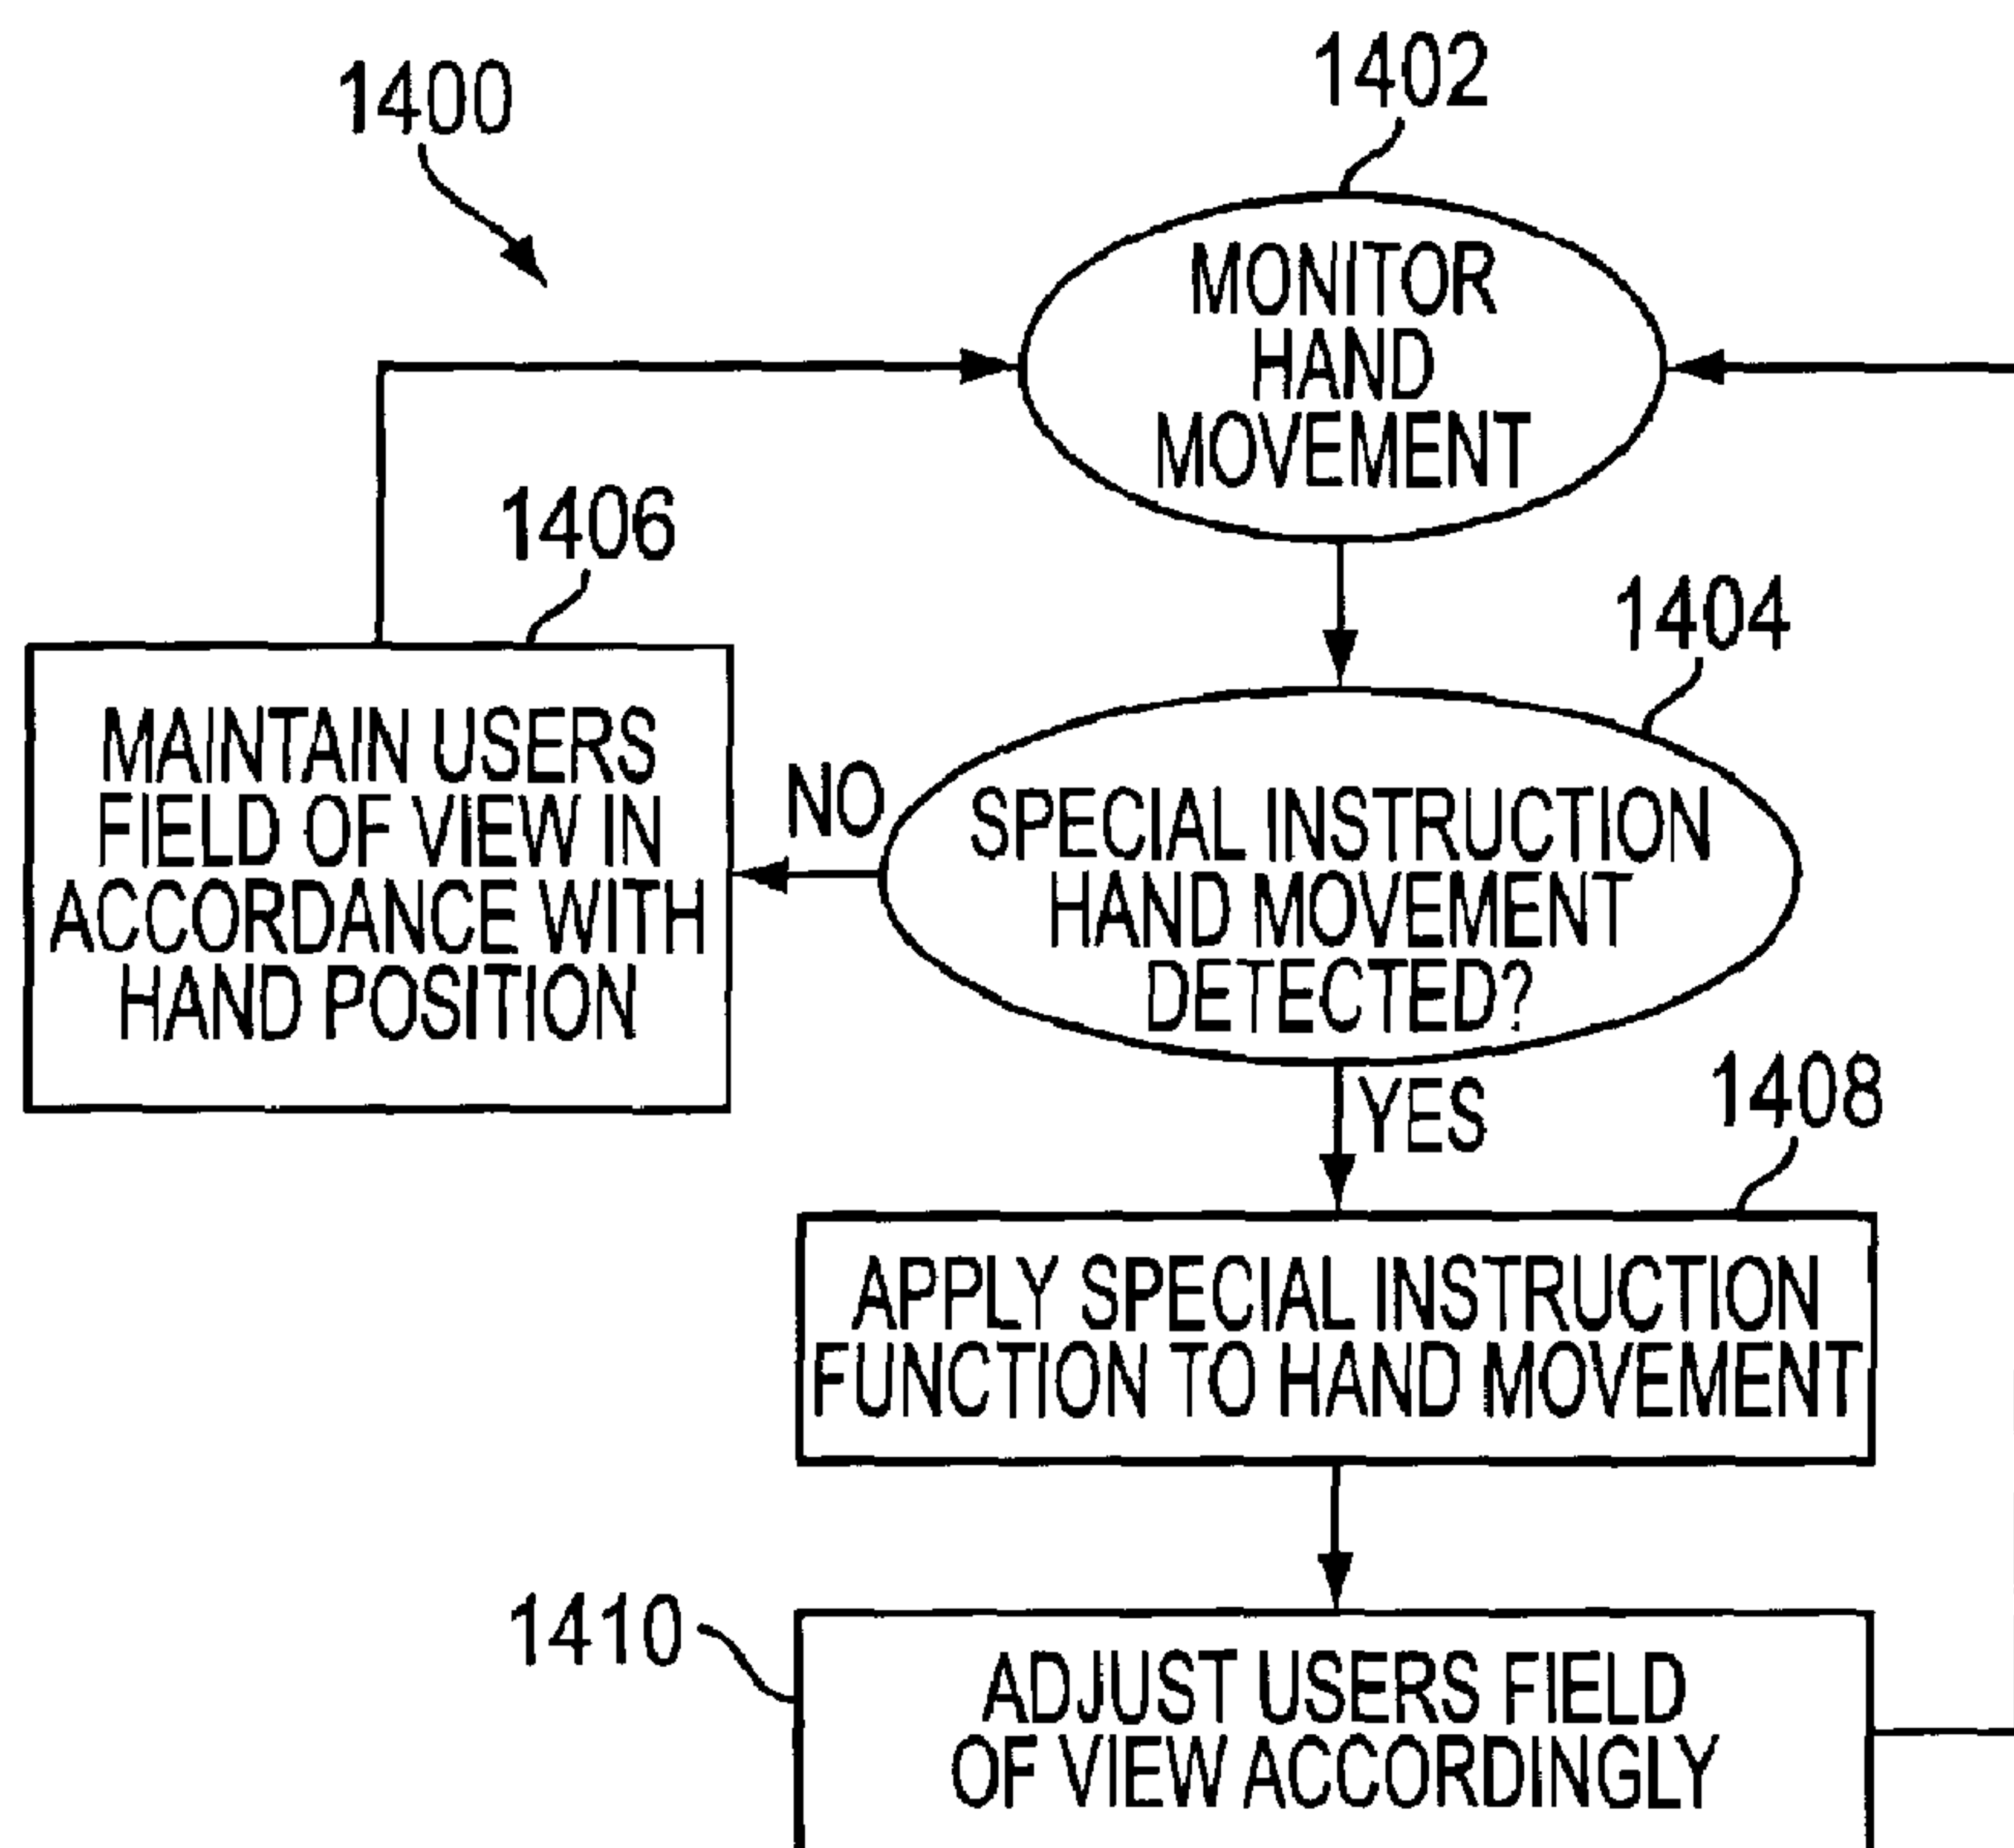 1400
1402
MONITOR
HAND
MOVEMENT
1406
MAINTAIN USERS
FIELD OF VIEW IN
ACCORDANCE WITH
HAND POSITION
NO
1404
SPECIAL INSTRUCTION
HAND MOVEMENT
DETECTED?
YES
1408
APPLY SPECIAL INSTRUCTION
FUNCTION TO HAND MOVEMENT
1410
ADJUST USERS FIELD
OF VIEW ACCORDINGLY